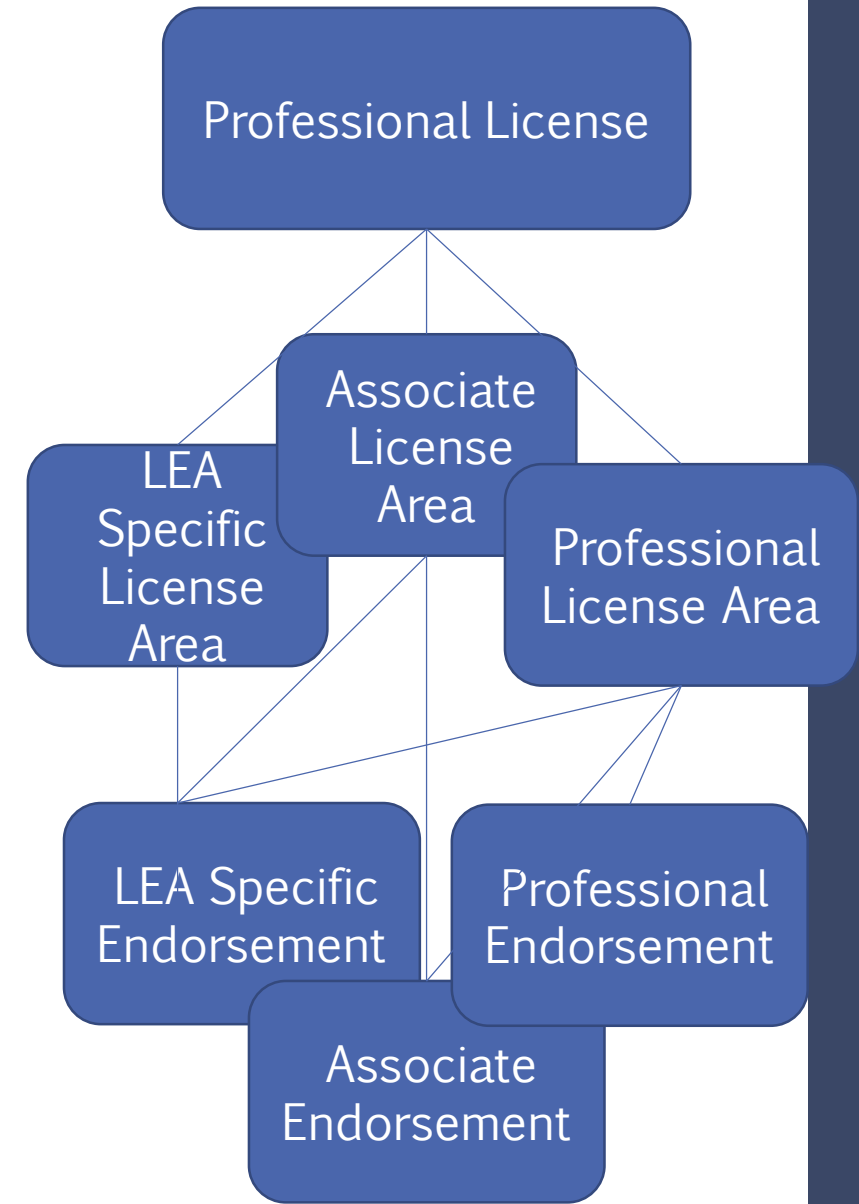 Professional License
Associate
License
Area
LEA
Specific
License
Area
Professional
License Area
LEA Specific
Endorsement
Professional
Endorsement
Associate
Endorsement